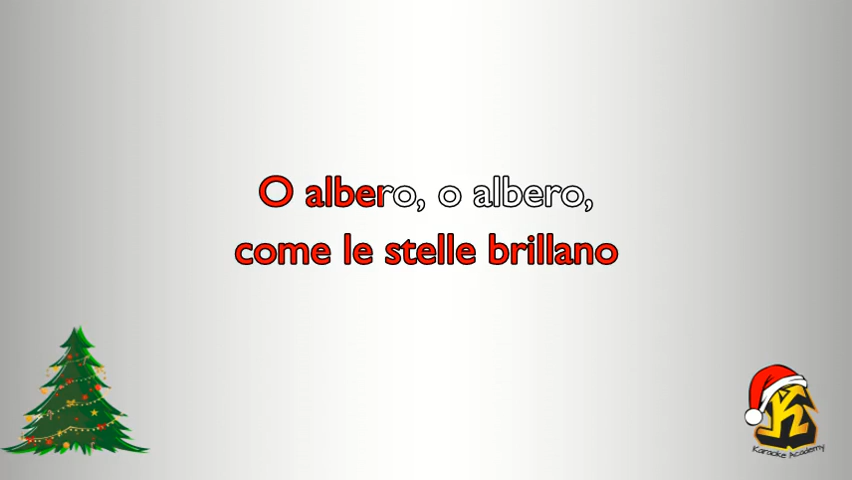 O albero, o albero,
come le stelle brillano
K
Karaoke Academy